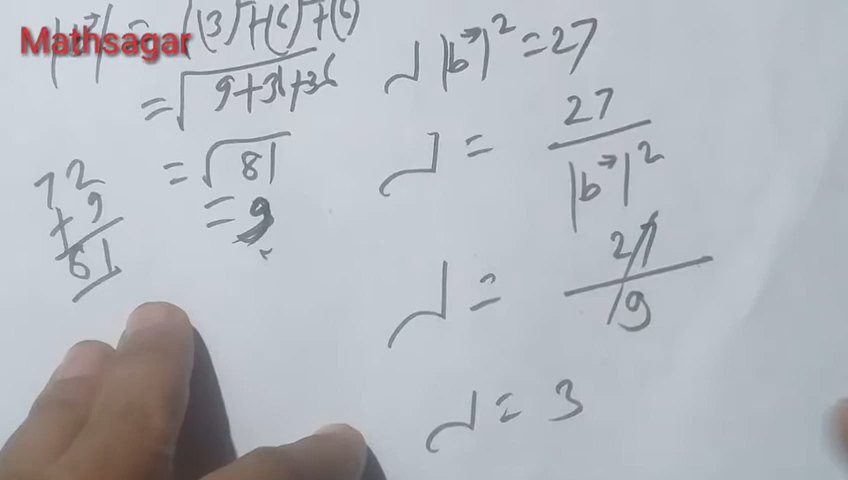 Mathsagar
|b⃗| = √(3)²+(6)²+(6)
= √9+36+36
= √81
= 9
72
+9
81
λ|b⃗|² = 27
λ = 27/|b⃗|²
λ = 27/9
λ = 3